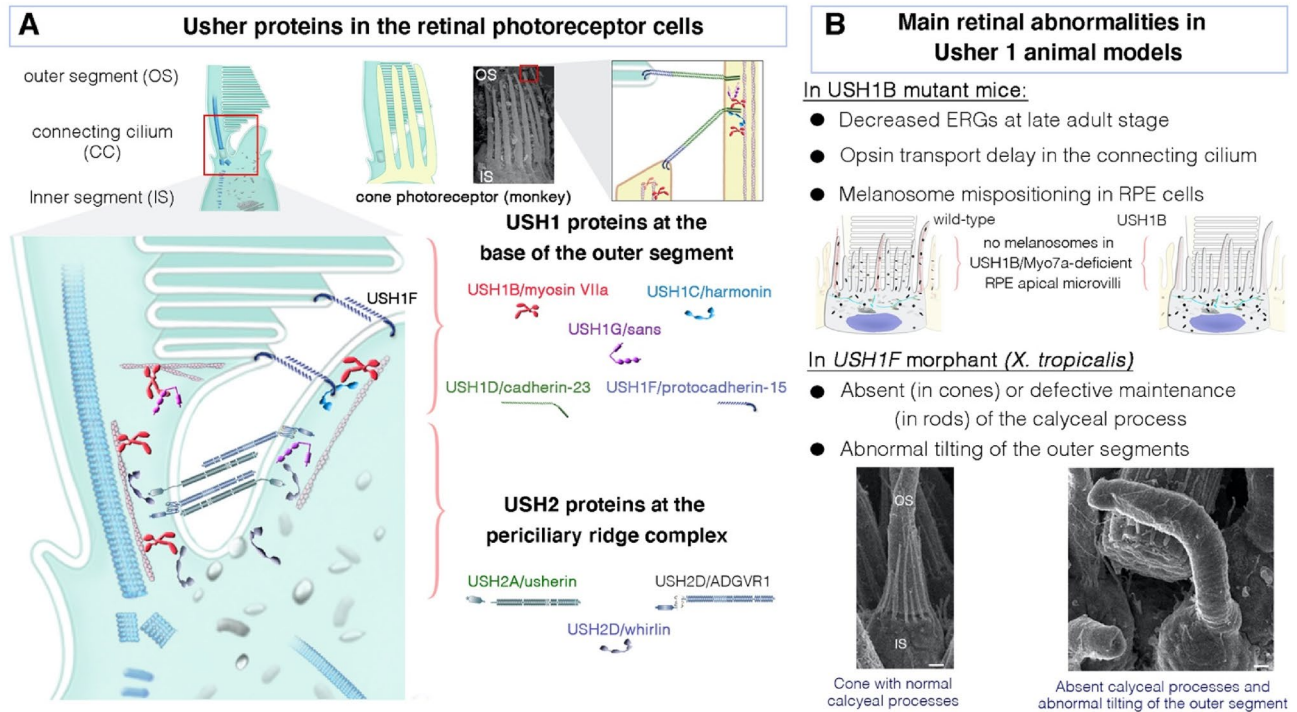 A
Usher proteins in the retinal photoreceptor cells
outer segment (OS)
connecting cilium
(CC)
Inner segment (IS)
OS
IS
cone photoreceptor (monkey)
USH1F
USH1 proteins at the
base of the outer segment
USH1B/myosin VIIa
USH1C/harmonin
USH1G/sans
USH1D/cadherin-23
USH1F/protocadherin-15
USH2 proteins at the
periciliary ridge complex
USH2A/usherin
USH2D/ADGVR1
USH2D/whirlin
B
Main retinal abnormalities in
Usher 1 animal models
In USH1B mutant mice:
● Decreased ERGs at late adult stage
● Opsin transport delay in the connecting cilium
● Melanosome mispositioning in RPE cells
wild-type
USH1B
no melanosomes in
USH1B/Myo7a-deficient
RPE apical microvilli
In USH1F morphant (X. tropicalis)
● Absent (in cones) or defective maintenance
(in rods) of the calyceal process
● Abnormal tilting of the outer segments
OS
IS
Cone with normal
calcyeal processes
Absent calyceal processes and
abnormal tilting of the outer segment